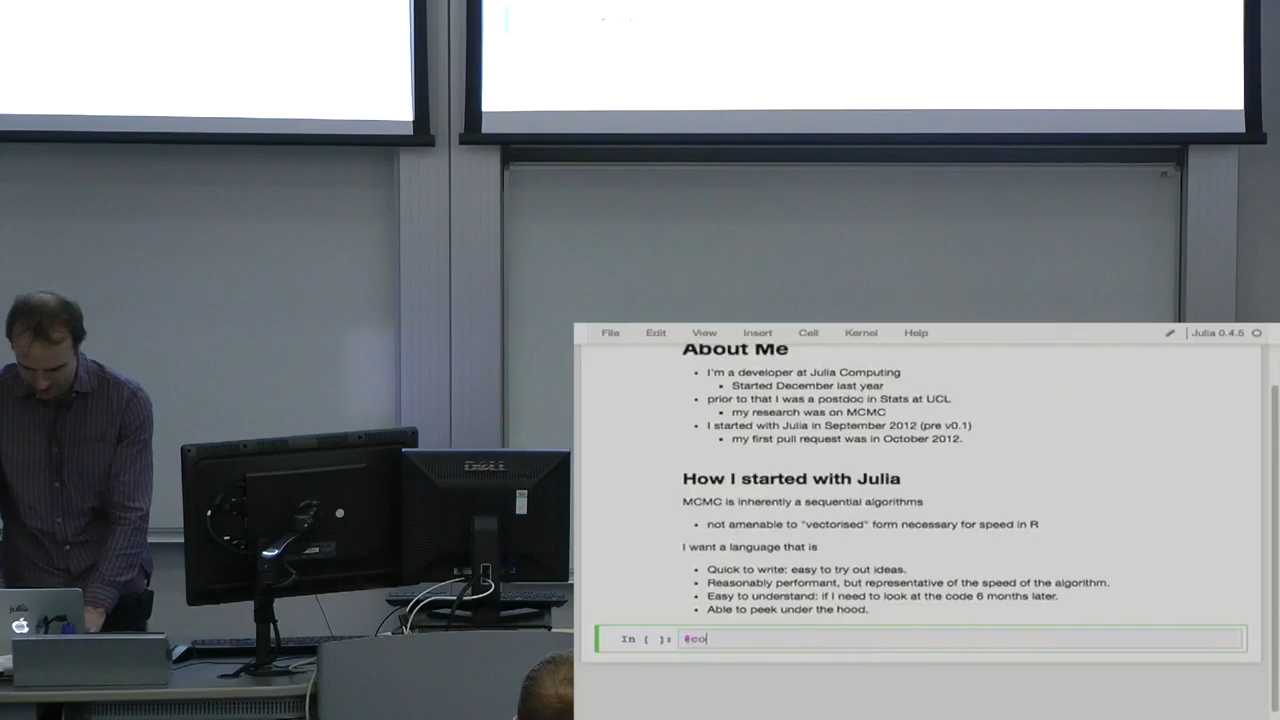 File Edit View Insert Cell Kernel Help Julia 0.4.5
About Me
I'm a developer at Julia Computing
Started December last year
prior to that I was a postdoc in Stats at UCL
my research was on MCMC
I started with Julia in September 2012 (pre v0.1)
my first pull request was in October 2012.
How I started with Julia
MCMC is inherently a sequential algorithms
not amenable to "vectorised" form necessary for speed in R
I want a language that is
Quick to write: easy to try out ideas.
Reasonably performant, but representative of the speed of the algorithm.
Easy to understand: if I need to look at the code 6 months later.
Able to peek under the hood.
In [ ]: @co
DELL
julia